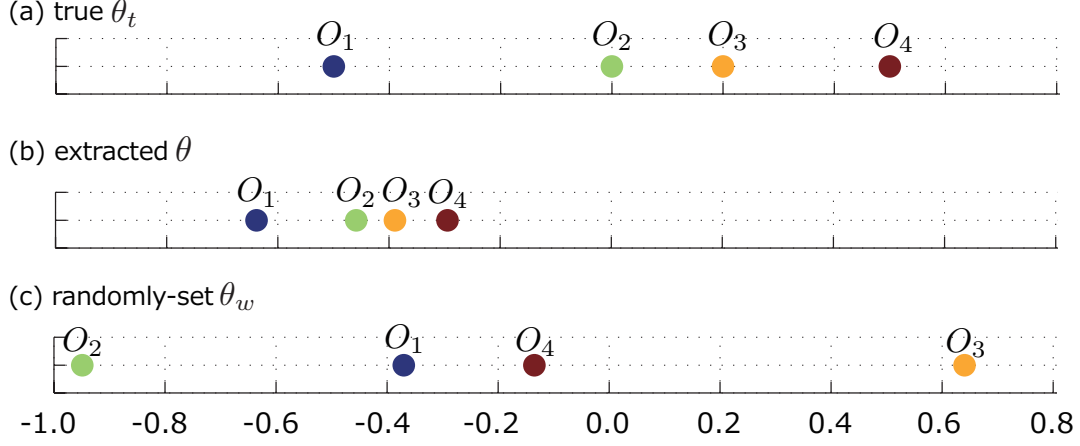 (a) true θ_t
O_1 O_2 O_3 O_4
(b) extracted θ
O_1 O_2 O_3 O_4
(c) randomly-set θ_w
O_2 O_1 O_4 O_3
-1.0 -0.8 -0.6 -0.4 -0.2 0.0 0.2 0.4 0.6 0.8